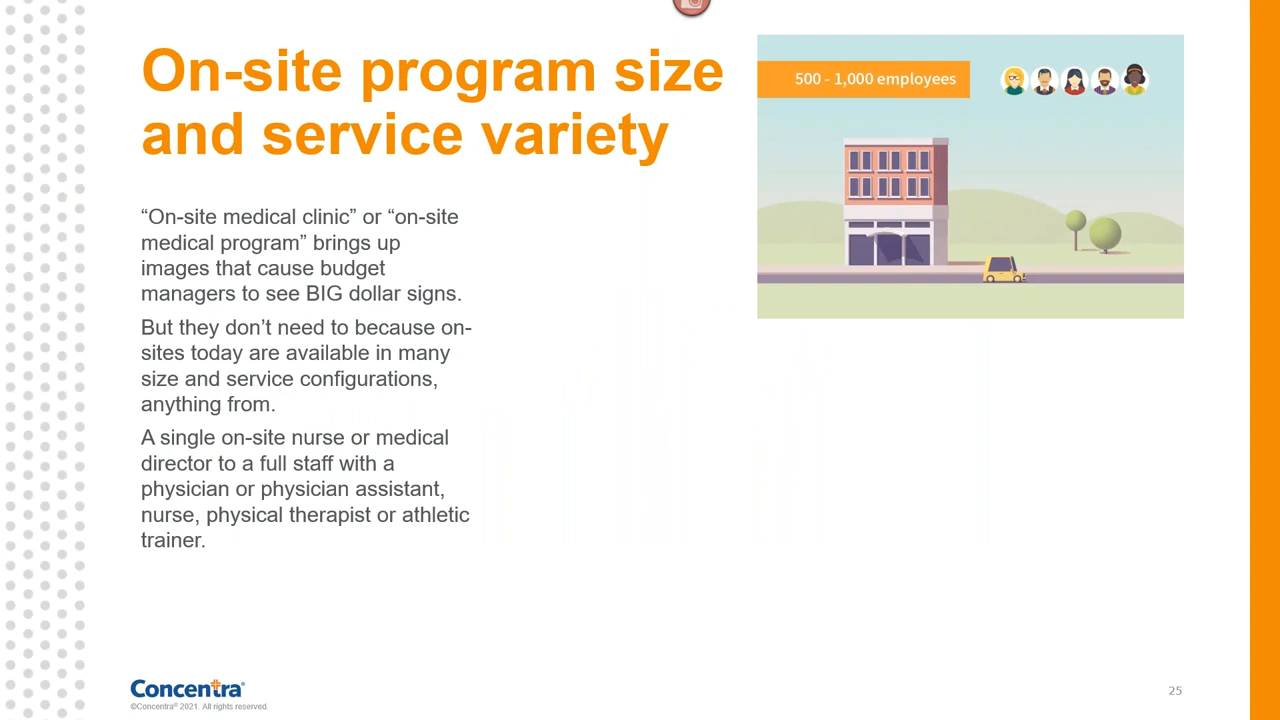 On-site program size
and service variety
500 - 1,000 employees
“On-site medical clinic” or “on-site
medical program” brings up
images that cause budget
managers to see BIG dollar signs.
But they don’t need to because on-
sites today are available in many
size and service configurations,
anything from.
A single on-site nurse or medical
director to a full staff with a
physician or physician assistant,
nurse, physical therapist or athletic
trainer.
Concentra®
©Concentra® 2021. All rights reserved.
25